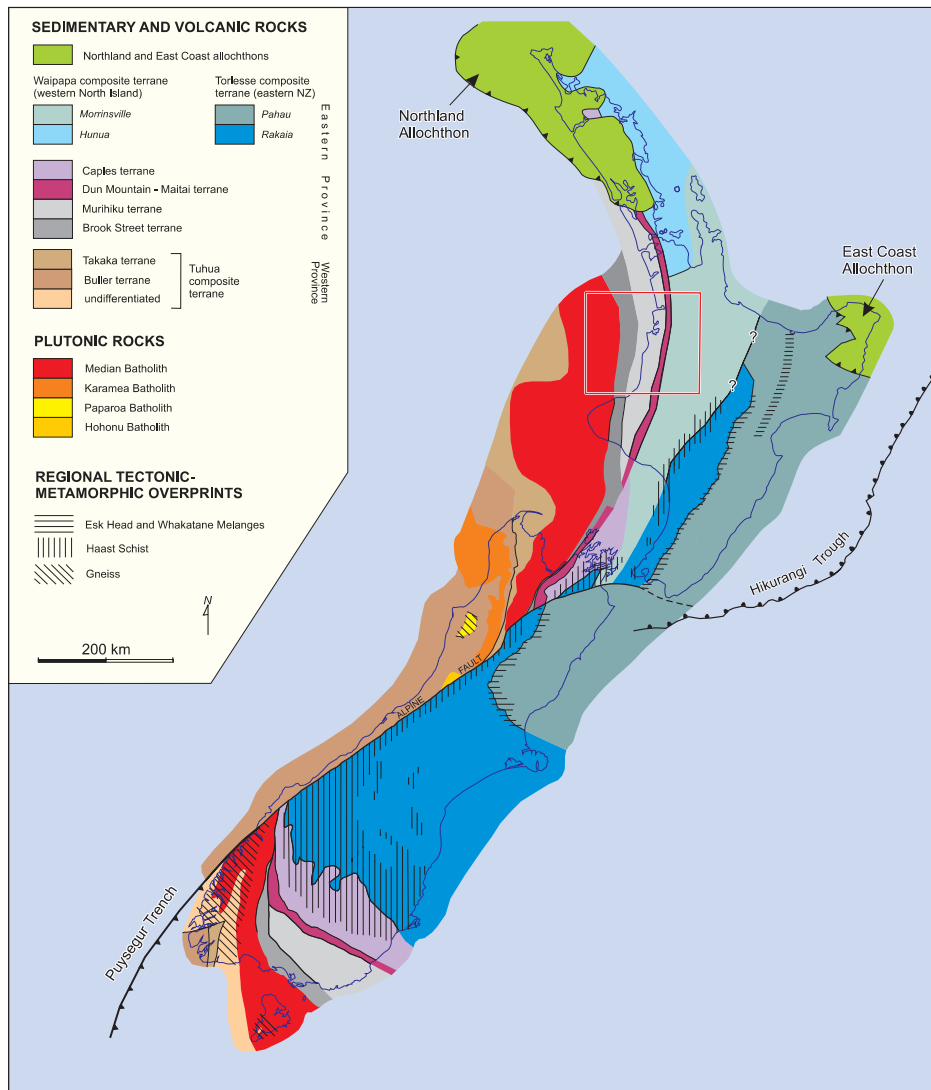 SEDIMENTARY AND VOLCANIC ROCKS
Northland and East Coast allochthons
Waipapa composite terrane
(western North Island)
Torlesse composite
terrane (eastern NZ)
Morrinsville
Hunua
Pahau
Rakaia
Eastern Province
Caples terrane
Dun Mountain - Maitai terrane
Murihiku terrane
Brook Street terrane
Takaka terrane
Buller terrane
undifferentiated
Tuhua
composite
terrane
Western
Province
PLUTONIC ROCKS
Median Batholith
Karamea Batholith
Paparoa Batholith
Hohonu Batholith
REGIONAL TECTONIC-
METAMORPHIC OVERPRINTS
Esk Head and Whakatane Melanges
Haast Schist
Gneiss
N
200 km
Northland
Allochthon
East Coast
Allochthon
?
?
Hikurangi Trough
ALPINE FAULT
Puysegur Trench